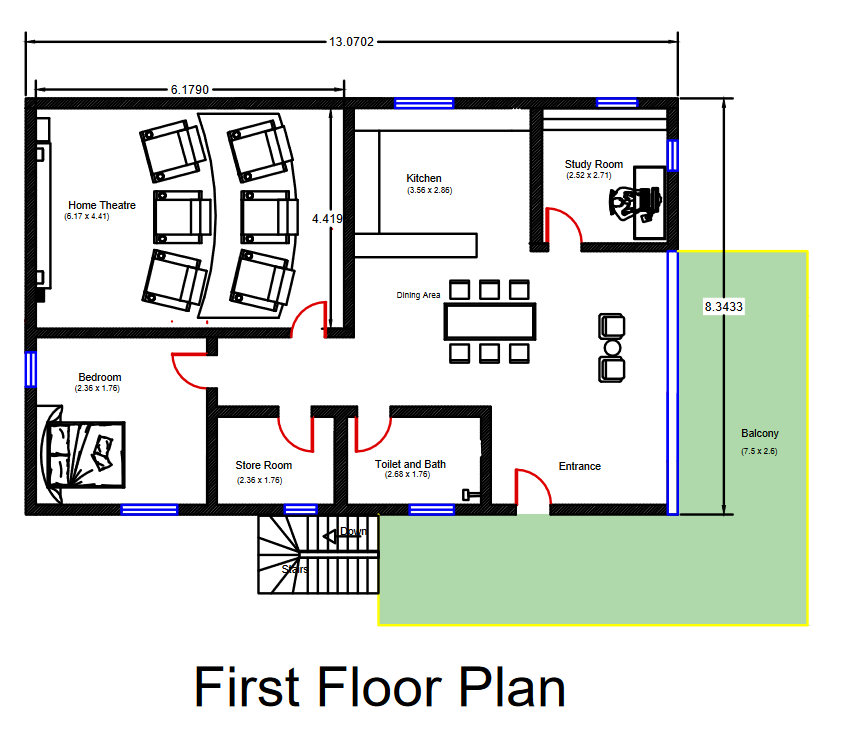 13.0702
6.1790
Home Theatre
(6.17 x 4.41)
4.419
Kitchen
(3.56 x 2.86)
Study Room
(2.52 x 2.71)
Dining Area
8.3433
Bedroom
(2.36 x 1.76)
Store Room
(2.36 x 1.76)
Toilet and Bath
(2.68 x 1.76)
Entrance
Balcony
(7.5 x 2.6)
Down
Stairs
First Floor Plan